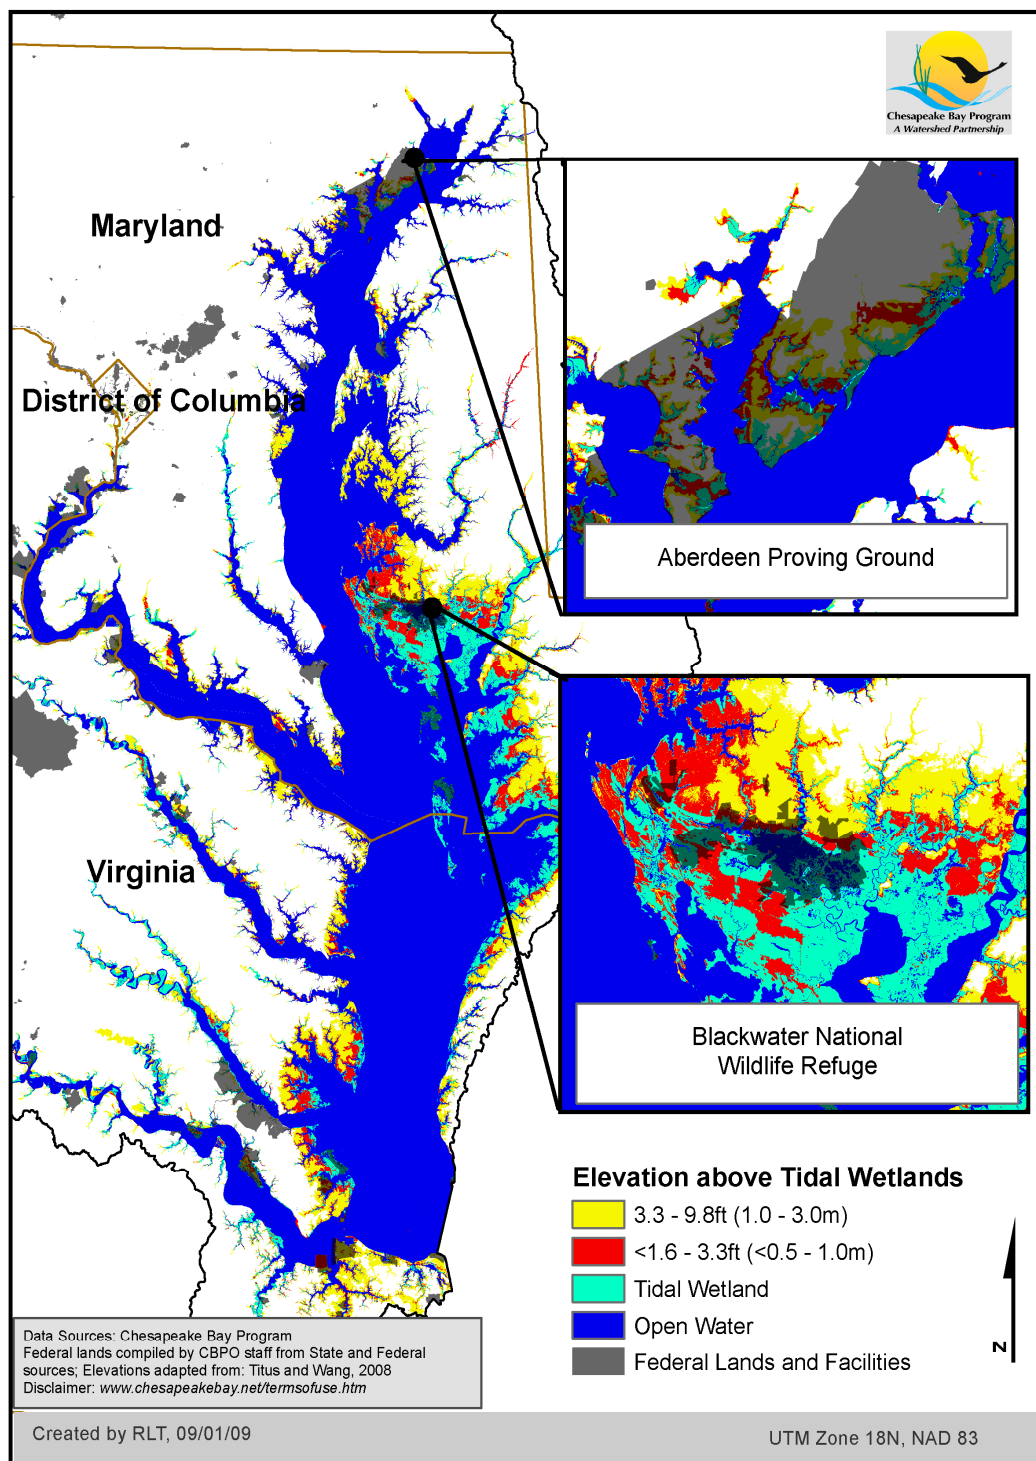 Chesapeake Bay Program
A Watershed Partnership
Maryland
District of Columbia
Aberdeen Proving Ground
Virginia
Blackwater National
Wildlife Refuge
Elevation above Tidal Wetlands
3.3 - 9.8ft (1.0 - 3.0m)
<1.6 - 3.3ft (<0.5 - 1.0m)
Tidal Wetland
Open Water
Federal Lands and Facilities
N
Data Sources: Chesapeake Bay Program
Federal lands compiled by CBPO staff from State and Federal
sources; Elevations adapted from: Titus and Wang, 2008
Disclaimer: www.chesapeakebay.net/termsofuse.htm
Created by RLT, 09/01/09
UTM Zone 18N, NAD 83